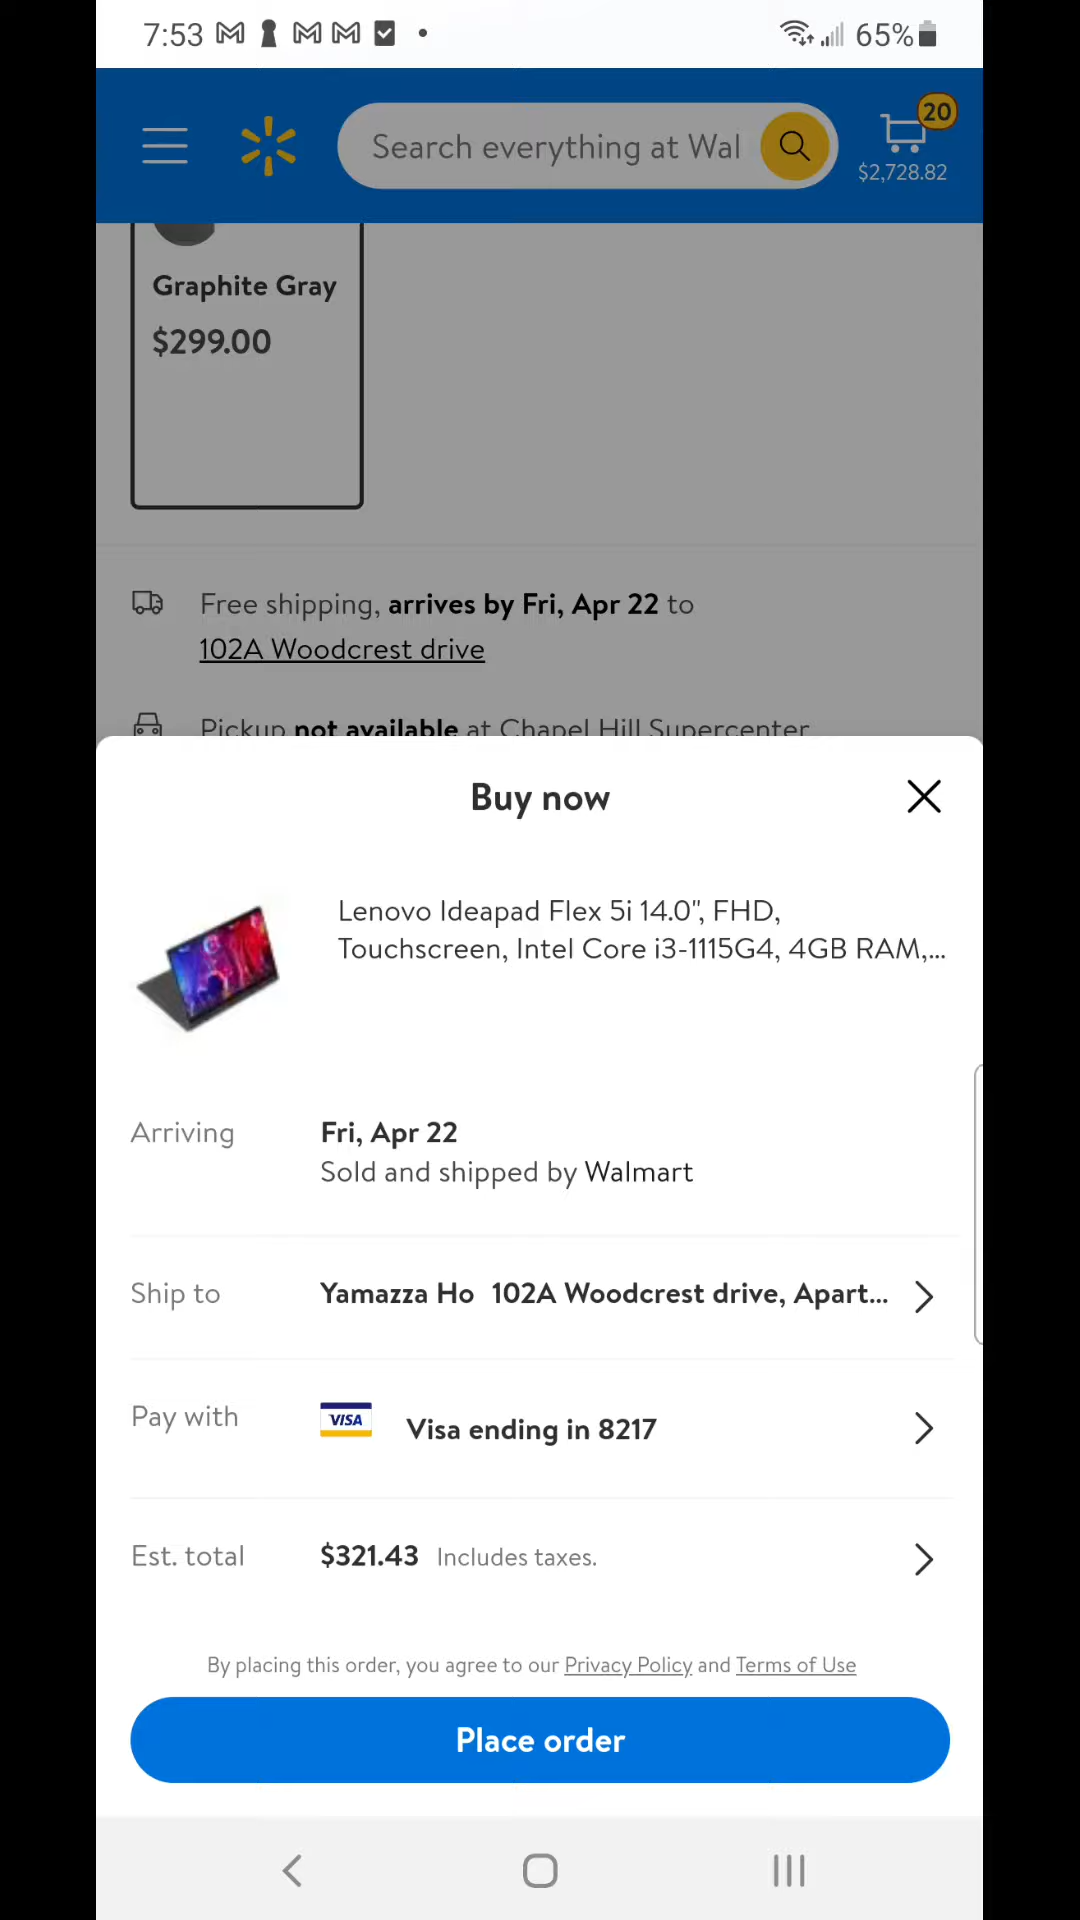 7:53
65%
Search everything at Wal
20
$2,728.82
Graphite Gray
$299.00
Free shipping, arrives by Fri, Apr 22 to
102A Woodcrest drive
Pickup not available at Chapel Hill Supercenter
Buy now
Lenovo Ideapad Flex 5i 14.0", FHD,
Touchscreen, Intel Core i3-1115G4, 4GB RAM,...
Arriving
Fri, Apr 22
Sold and shipped by Walmart
Ship to
Yamazza Ho 102A Woodcrest drive, Apart...
Pay with
VISA
Visa ending in 8217
Est. total
$321.43 Includes taxes.
By placing this order, you agree to our Privacy Policy and Terms of Use
Place order